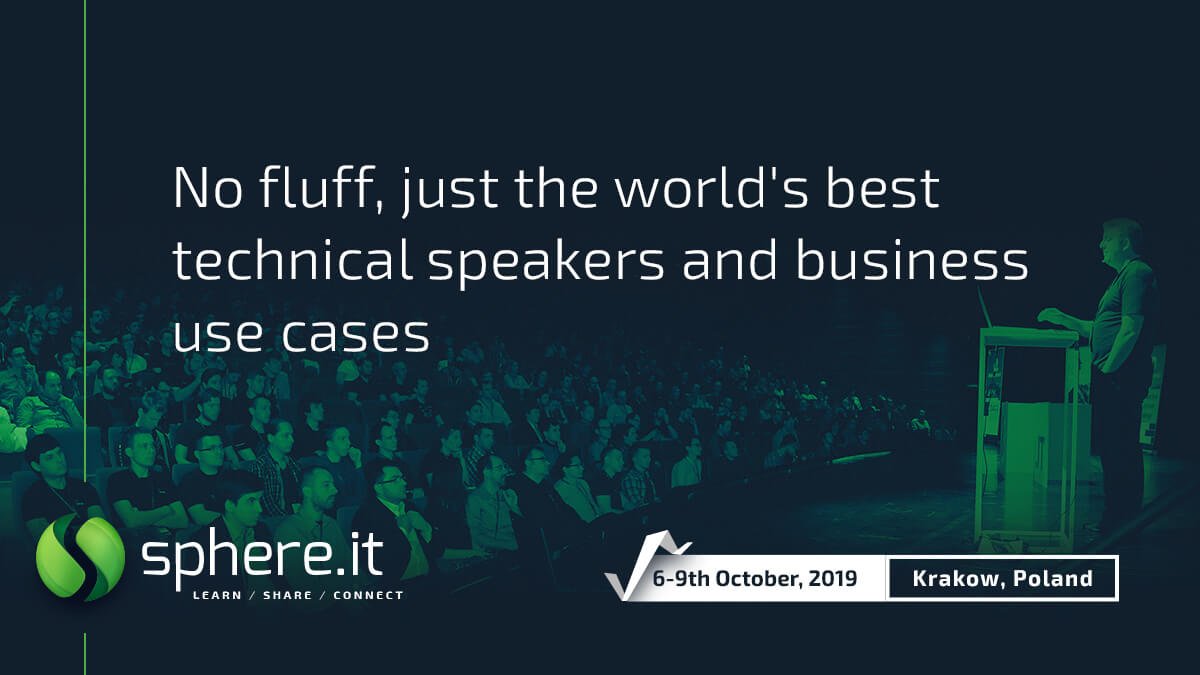 No fluff, just the world's best
technical speakers and business
use cases
sphere.it
LEARN / SHARE / CONNECT
6-9th October, 2019
Krakow, Poland